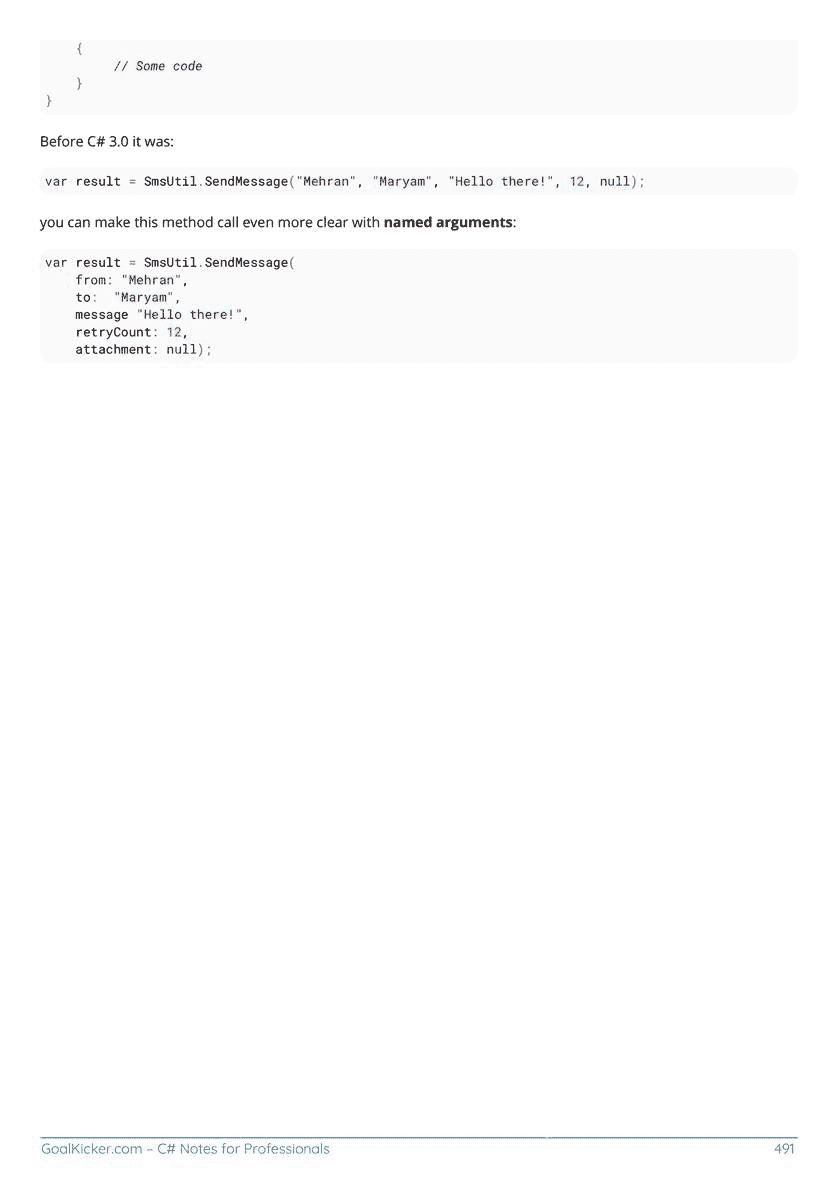 {
// Some code
}
}
Before C# 3.0 it was:
var result = SmsUtil.SendMessage("Mehran", "Maryam", "Hello there!", 12, null);
you can make this method call even more clear with named arguments:
var result = SmsUtil.SendMessage(
from: "Mehran",
to:  "Maryam",
message "Hello there!",
retryCount: 12,
attachment: null);
GoalKicker.com – C# Notes for Professionals
491